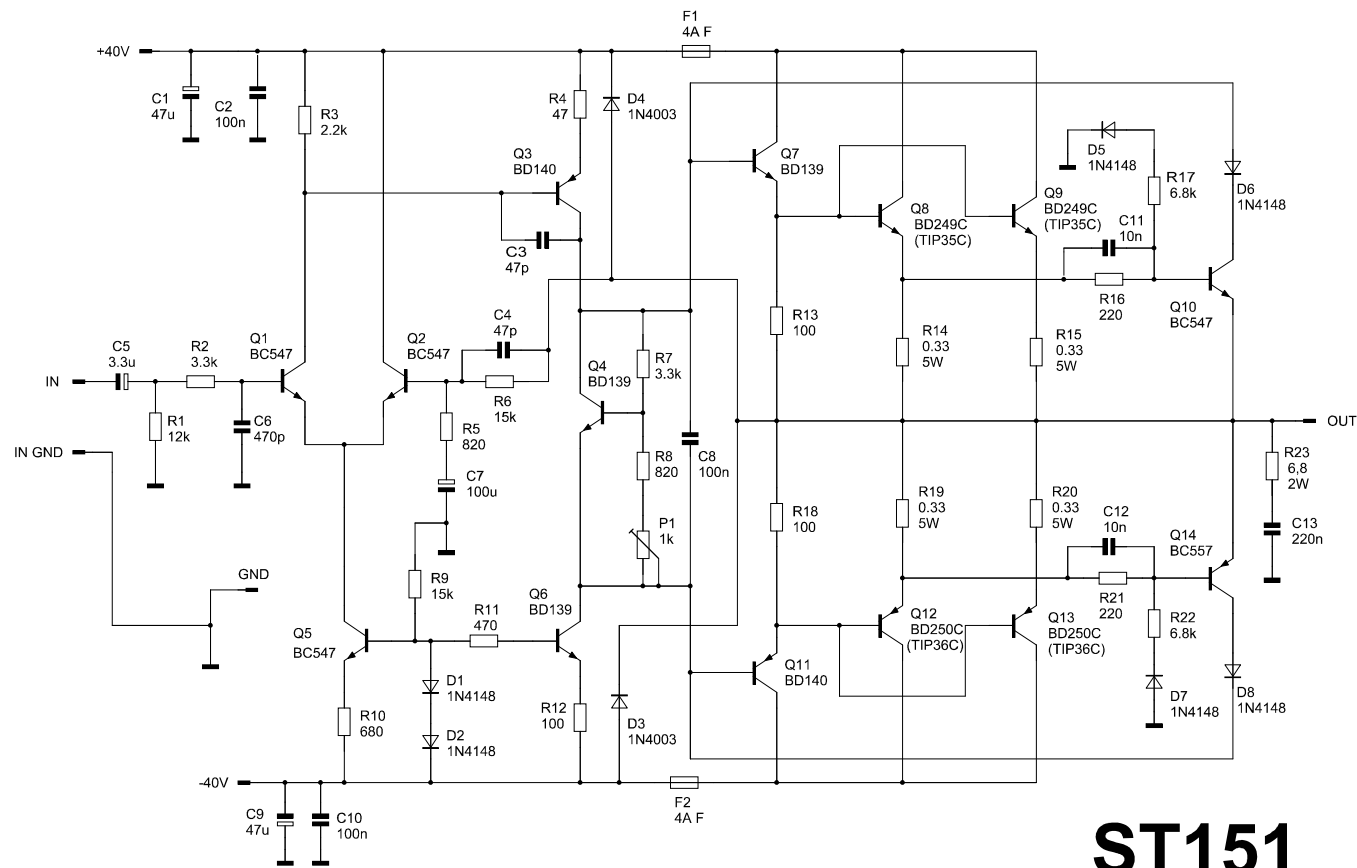 F1
4A F
+40V
C1
47u
C2
100n
R3
2.2k
R4
47
D4
1N4003
Q3
BD140
C3
47p
Q7
BD139
Q8
BD249C
(TIP35C)
Q9
BD249C
(TIP35C)
D5
1N4148
R17
6.8k
C11
10n
D6
1N4148
R16
220
Q10
BC547
C5
3.3u
R2
3.3k
Q1
BC547
Q2
BC547
C4
47p
Q4
BD139
R7
3.3k
R13
100
R14
0.33
5W
R15
0.33
5W
IN
R1
12k
C6
470p
R6
15k
R5
820
OUT
IN GND
C7
100u
R8
820
C8
100n
R23
6,8
2W
P1
1k
R18
100
R19
0.33
5W
R20
0.33
5W
C12
10n
Q14
BC557
C13
220n
GND
R9
15k
R11
470
Q6
BD139
R21
220
Q5
BC547
Q12
BD250C
(TIP36C)
Q13
BD250C
(TIP36C)
R22
6.8k
Q11
BD140
D1
1N4148
R10
680
D2
1N4148
R12
100
D3
1N4003
D7
1N4148
D8
1N4148
-40V
F2
4A F
C9
47u
C10
100n
ST151